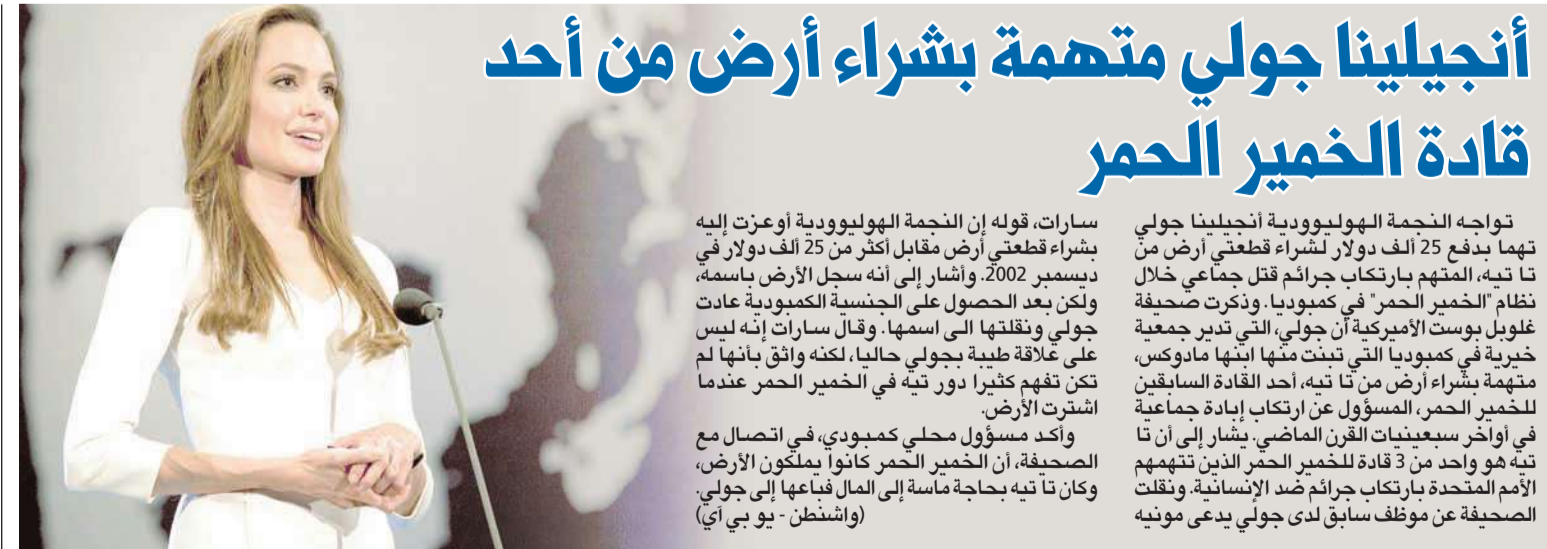 أنجيلينا جولي متهمة بشراء أرض من أحد
قادة الخمير الحمر
تواجه النجمة الهوليوودية أنجيلينا جولي
تهما بدفع 25 ألف دولار لشراء قطعتي أرض من
تا تيه، المتهم بارتكاب جرائم قتل جماعي خلال
نظام "الخمير الحمر" في كمبوديا. وذكرت صحيفة
غلوبل بوست الأميركية أن جولي، التي تدير جمعية
خيرية في كمبوديا التي تبنت منها ابنها مادوكس،
متهمة بشراء أرض من تا تيه، أحد القادة السابقين
للخمير الحمر، المسؤول عن ارتكاب إبادة جماعية
في أواخر سبعينيات القرن الماضي. يشار إلى أن تا
تيه هو واحد من 3 قادة للخمير الحمر الذين تتهمهم
الأمم المتحدة بارتكاب جرائم ضد الإنسانية. ونقلت
الصحيفة عن موظف سابق لدى جولي يدعى مونيه
سارات، قوله إن النجمة الهوليوودية أوعزت إليه
بشراء قطعتي أرض مقابل أكثر من 25 ألف دولار في
ديسمبر 2002. وأشار إلى أنه سجل الأرض باسمه،
ولكن بعد الحصول على الجنسية الكمبودية عادت
جولي ونقلتها الى اسمها. وقال سارات إنه ليس
على علاقة طيبة بجولي حاليا، لكنه واثق بأنها لم
تكن تفهم كثيرا دور تيه في الخمير الحمر عندما
اشترت الأرض.
وأكد مسؤول محلي كمبودي، في اتصال مع
الصحيفة، أن الخمير الحمر كانوا يملكون الأرض،
وكان تا تيه بحاجة ماسة إلى المال فباعها إلى جولي.
(واشنطن - يو بي آي)